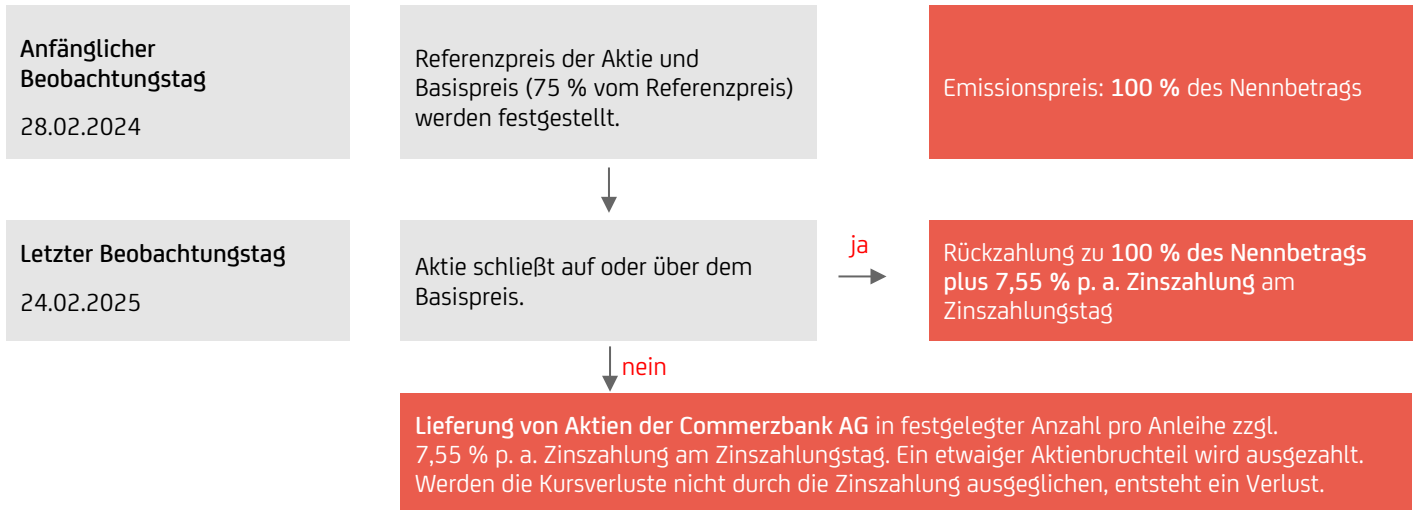 Anfänglicher
Beobachtungstag
28.02.2024
Referenzpreis der Aktie und
Basispreis (75 % vom Referenzpreis)
werden festgestellt.
Emissionspreis: 100 % des Nennbetrags
Letzter Beobachtungstag
24.02.2025
Aktie schließt auf oder über dem
Basispreis.
ja
Rückzahlung zu 100 % des Nennbetrags
plus 7,55 % p. a. Zinszahlung am
Zinszahlungstag
nein
Lieferung von Aktien der Commerzbank AG in festgelegter Anzahl pro Anleihe zzgl.
7,55 % p. a. Zinszahlung am Zinszahlungstag. Ein etwaiger Aktienbruchteil wird ausgezahlt.
Werden die Kursverluste nicht durch die Zinszahlung ausgeglichen, entsteht ein Verlust.